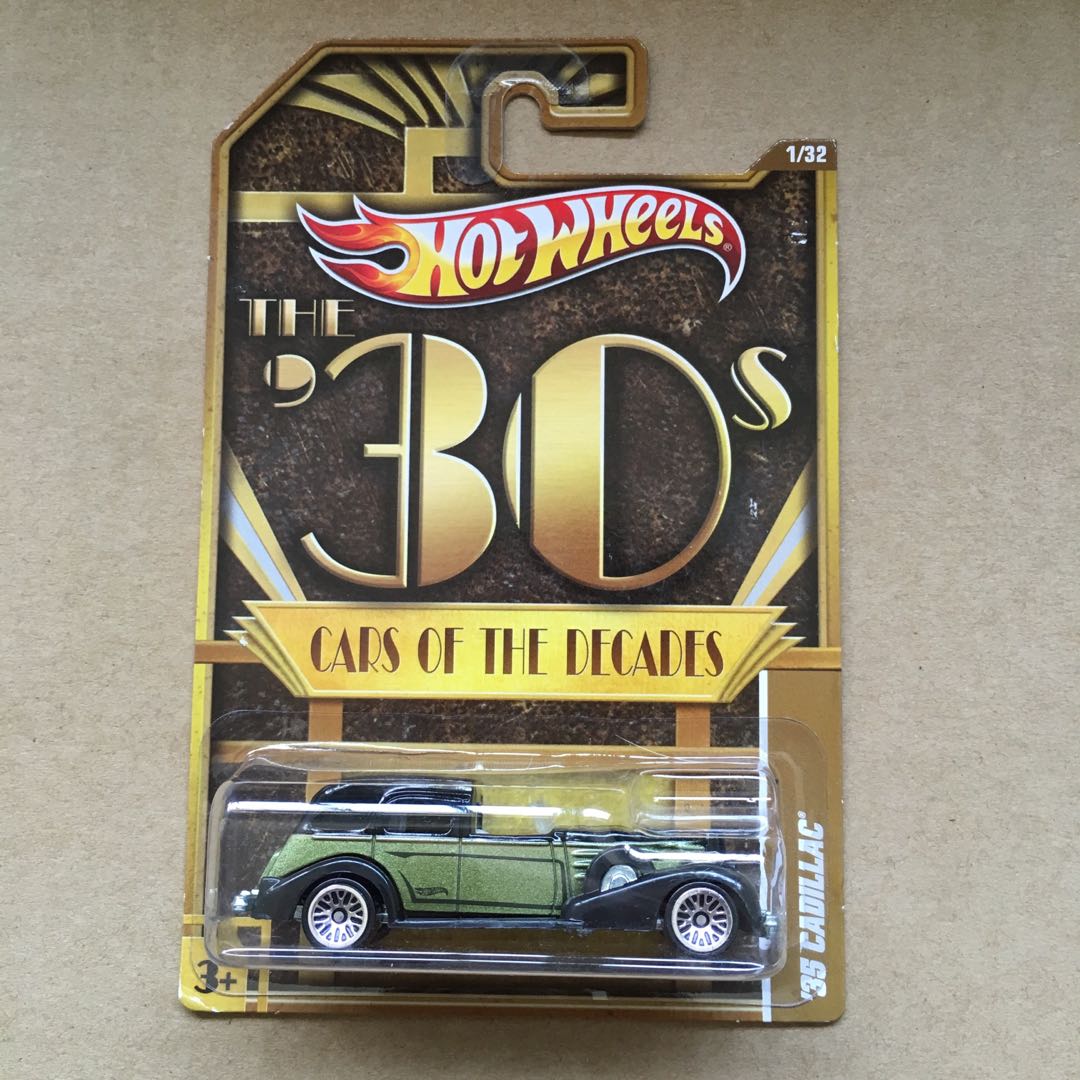 1/32
HOT WHEELS®
THE
'30s
CARS OF THE DECADES
'35 CADILLAC®
3+